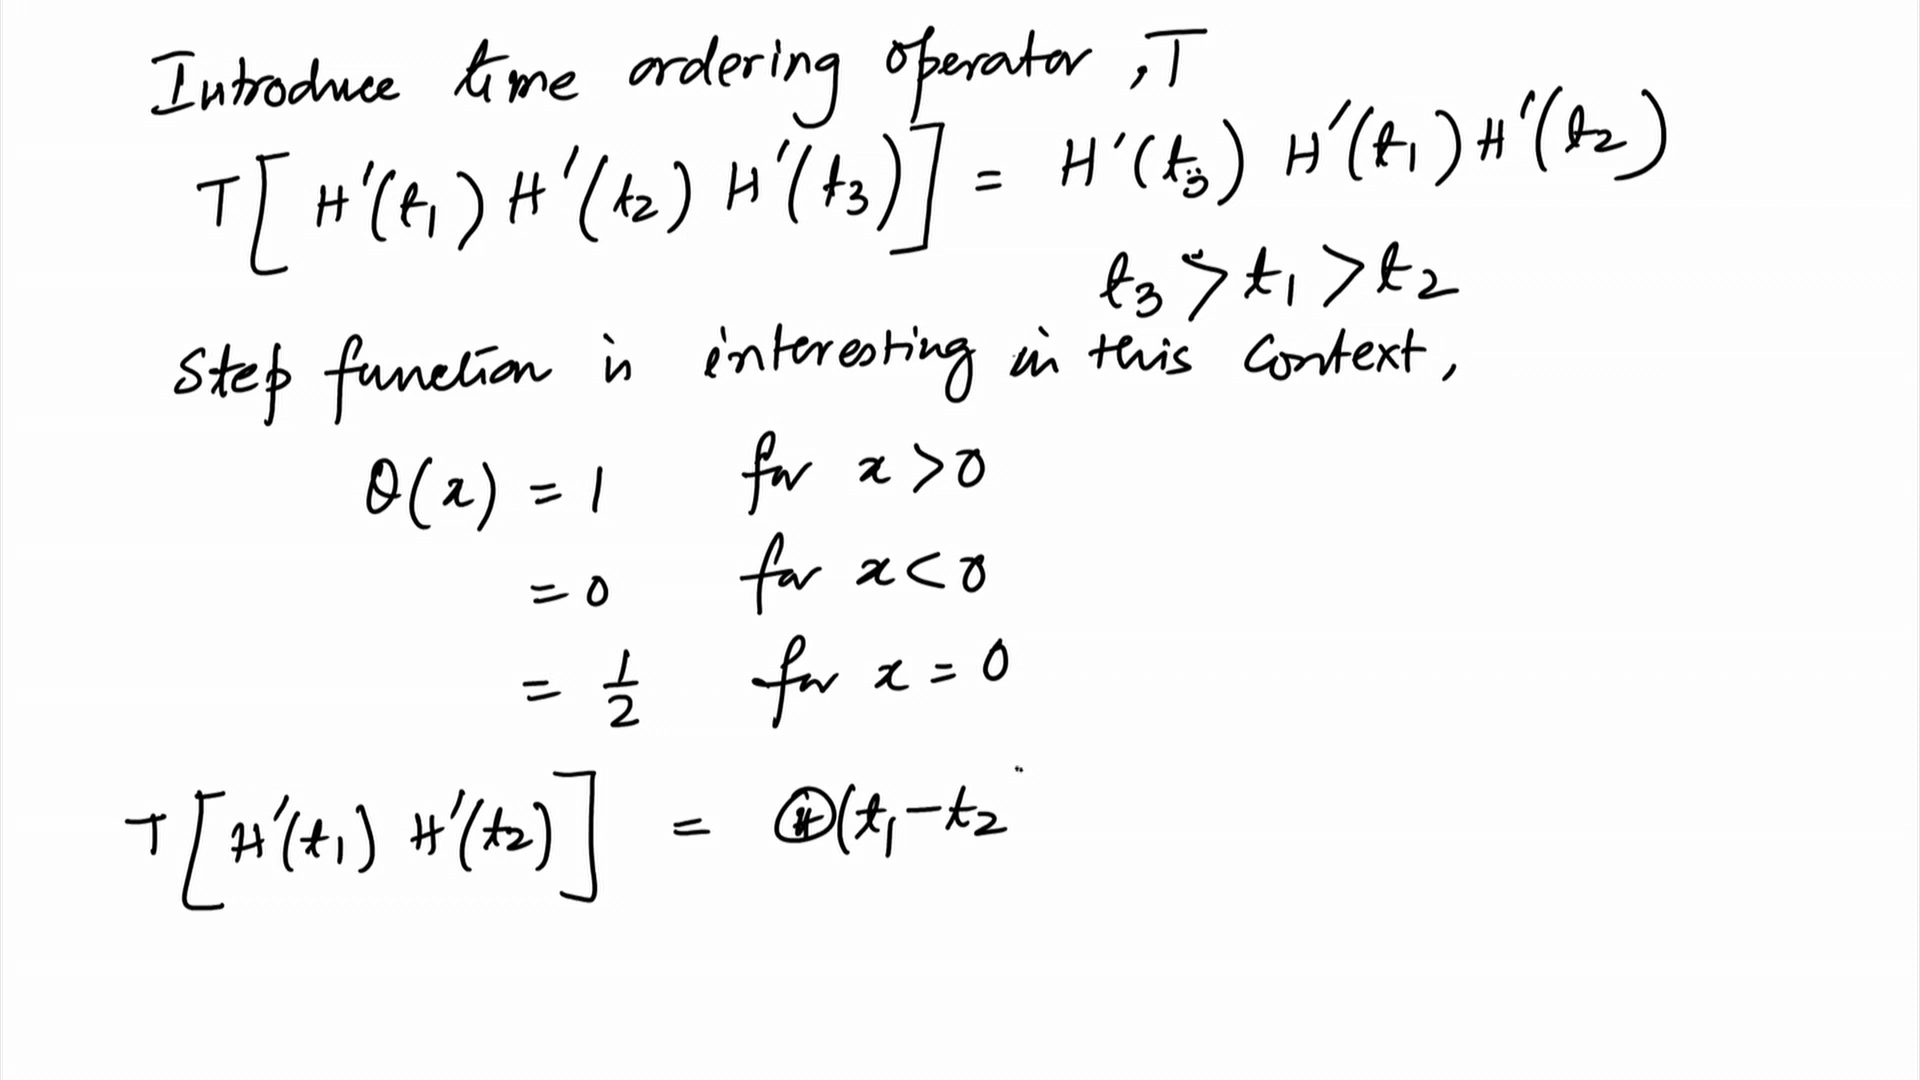 Introduce time ordering operator, T
T[H'(t₁) H'(t₂) H'(t₃)] = H'(t₃) H'(t₁) H'(t₂)
t₃ > t₁ > t₂
Step function is interesting in this context,
θ(x) = 1 for x > 0
= 0 for x < 0
= 1/2 for x = 0
T[H'(t₁) H'(t₂)] = Θ(t₁ - t₂